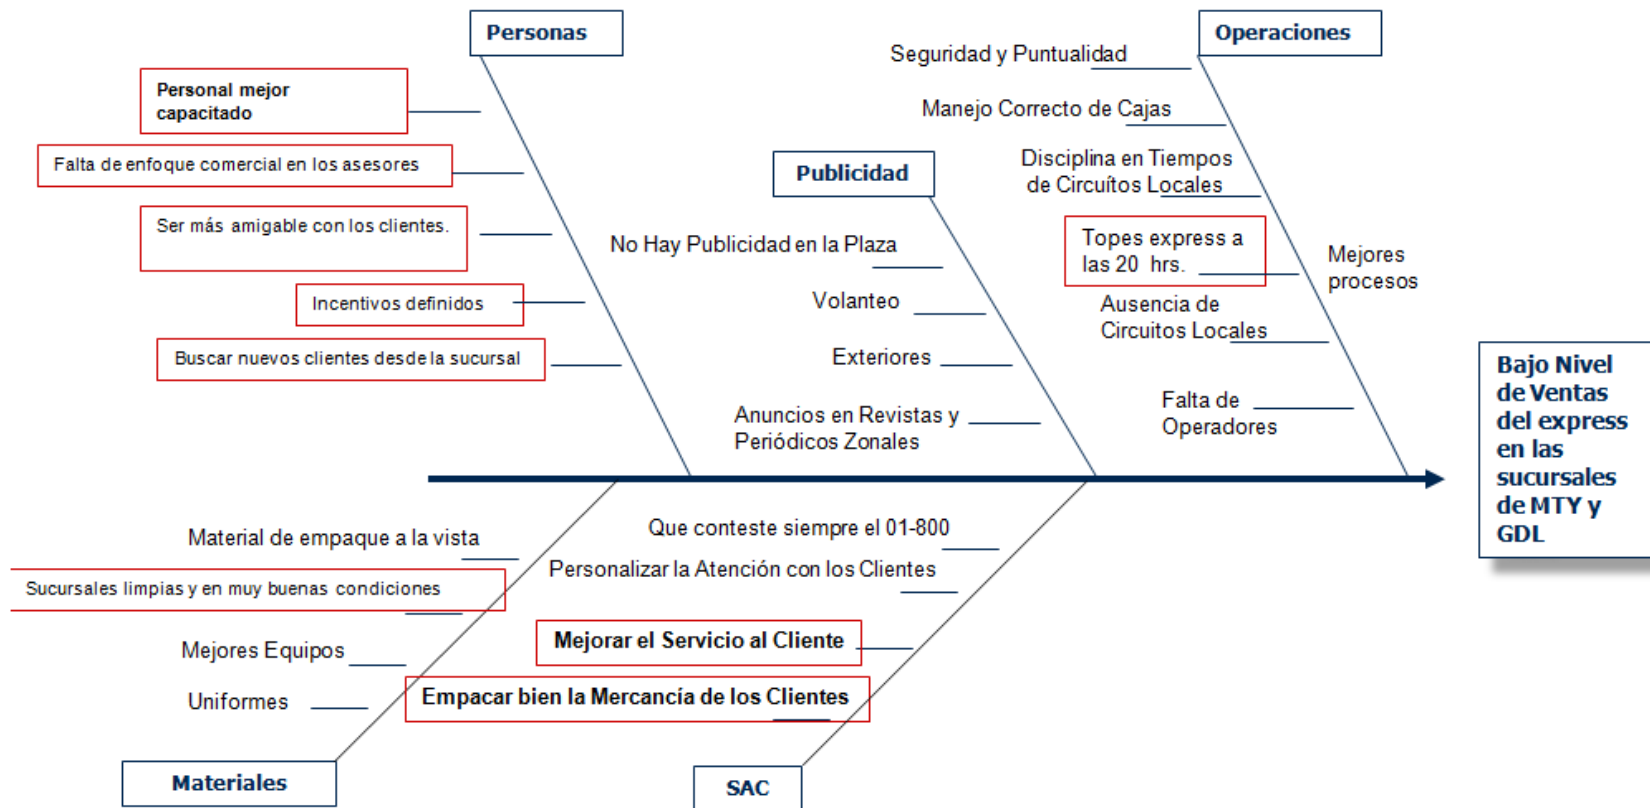 Personas
Personal mejor
capacitado
Falta de enfoque comercial en los asesores
Ser más amigable con los clientes.
Incentivos definidos
Buscar nuevos clientes desde la sucursal
Publicidad
No Hay Publicidad en la Plaza
Volanteo
Exteriores
Anuncios en Revistas y
Periódicos Zonales
Operaciones
Seguridad y Puntualidad
Manejo Correcto de Cajas
Disciplina en Tiempos
de Circuítos Locales
Topes express a
las 20 hrs.
Mejores
procesos
Ausencia de
Circuitos Locales
Falta de
Operadores
Bajo Nivel
de Ventas
del express
en las
sucursales
de MTY y
GDL
Material de empaque a la vista
Sucursales limpias y en muy buenas condiciones
Mejores Equipos
Uniformes
Materiales
Que conteste siempre el 01-800
Personalizar la Atención con los Clientes
Mejorar el Servicio al Cliente
Empacar bien la Mercancía de los Clientes
SAC